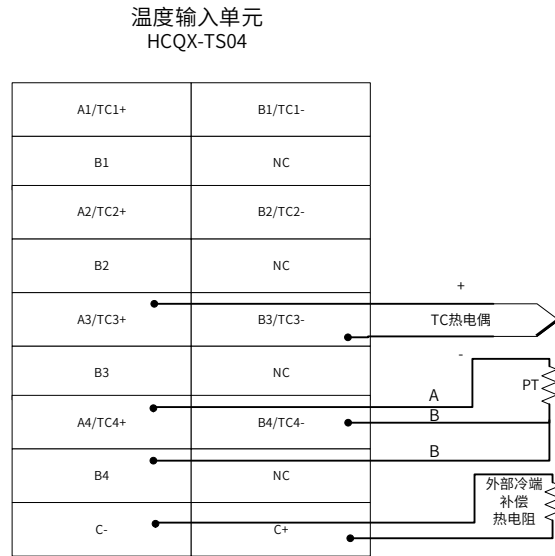 温度输入单元
HCQX-TS04
A1/TC1+ B1/TC1-
B1 NC
A2/TC2+ B2/TC2-
B2 NC
+
A3/TC3+ B3/TC3- TC热电偶
-
B3 NC
PT
A
A4/TC4+ B4/TC4- B
B
B4 NC
外部冷端
补偿
热电阻
C- C+